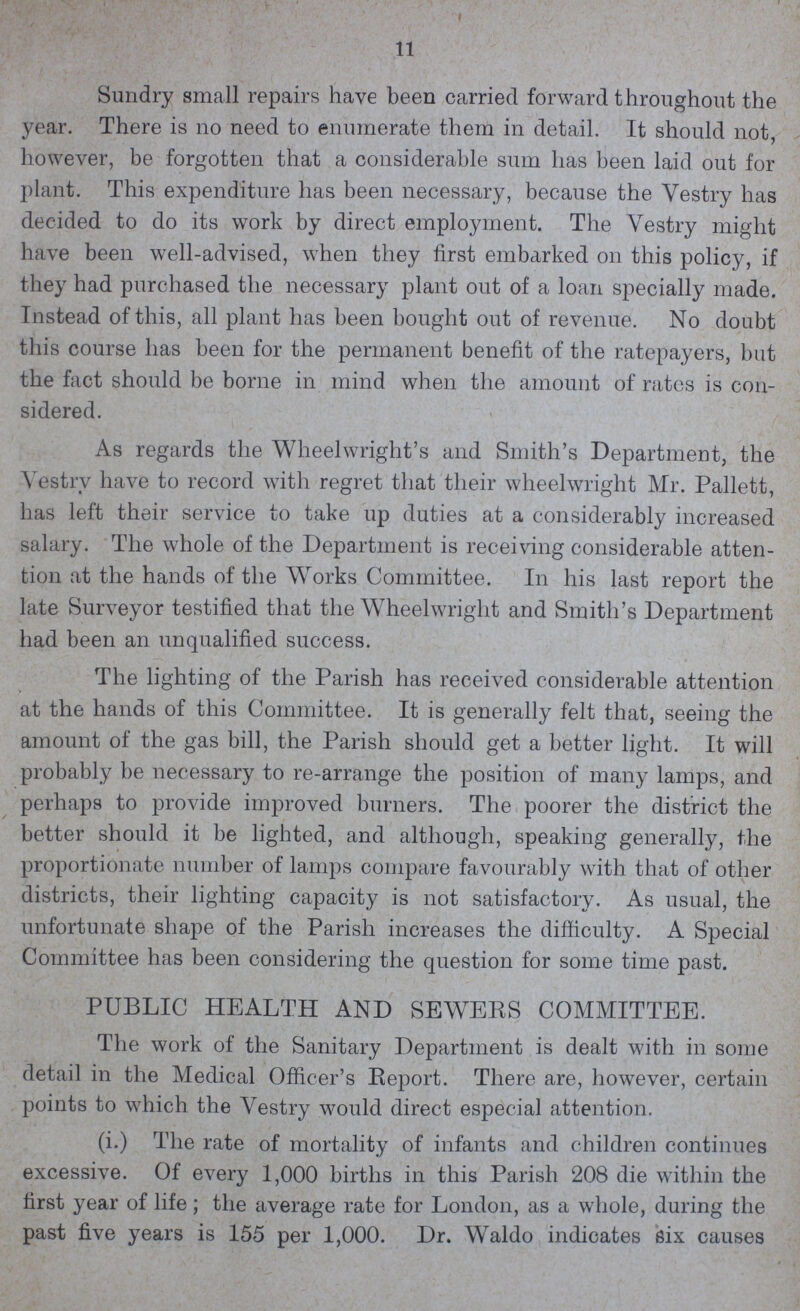 11
Sundry small repairs have been carried forward throughout the
year. There is no need to enumerate them in detail. It should not,
however, be forgotten that a considerable sum has been laid out for
plant. This expenditure has been necessary, because the Vestry has
decided to do its work by direct employment. The Vestry might
have been well-advised, when they first embarked on this policy, if
they had purchased the necessary plant out of a loan specially made.
Instead of this, all plant has been bought out of revenue. No doubt
this course has been for the permanent benefit of the ratepayers, but
the fact should be borne in mind when the amount of rates is con-
sidered.
As regards the Wheelwright's and Smith's Department, the
Vestry have to record with regret that their wheelwright Mr. Pallett,
has left their service to take up duties at a considerably increased
salary. The whole of the Department is receiving considerable atten-
tion at the hands of the Works Committee. In his last report the
late Surveyor testified that the Wheelwright and Smith's Department
had been an unqualified success.
The lighting of the Parish has received considerable attention
at the hands of this Committee. It is generally felt that, seeing the
amount of the gas bill, the Parish should get a better light. It will
probably be necessary to re-arrange the position of many lamps, and
perhaps to provide improved burners. The poorer the district the
better should it be lighted, and although, speaking generally, the
proportionate number of lamps compare favourably with that of other
districts, their lighting capacity is not satisfactory. As usual, the
unfortunate shape of the Parish increases the difficulty. A Special
Committee has been considering the question for some time past.
PUBLIC HEALTH AND SEWERS COMMITTEE.
The work of the Sanitary Department is dealt with in some
detail in the Medical Officer's Report. There are, however, certain
points to which the Vestry would direct especial attention.
(i.) The rate of mortality of infants and children continues
excessive. Of every 1,000 births in this Parish 208 die within the
first year of life; the average rate for London, as a whole, during the
past five years is 155 per 1,000. Dr. Waldo indicates six causes